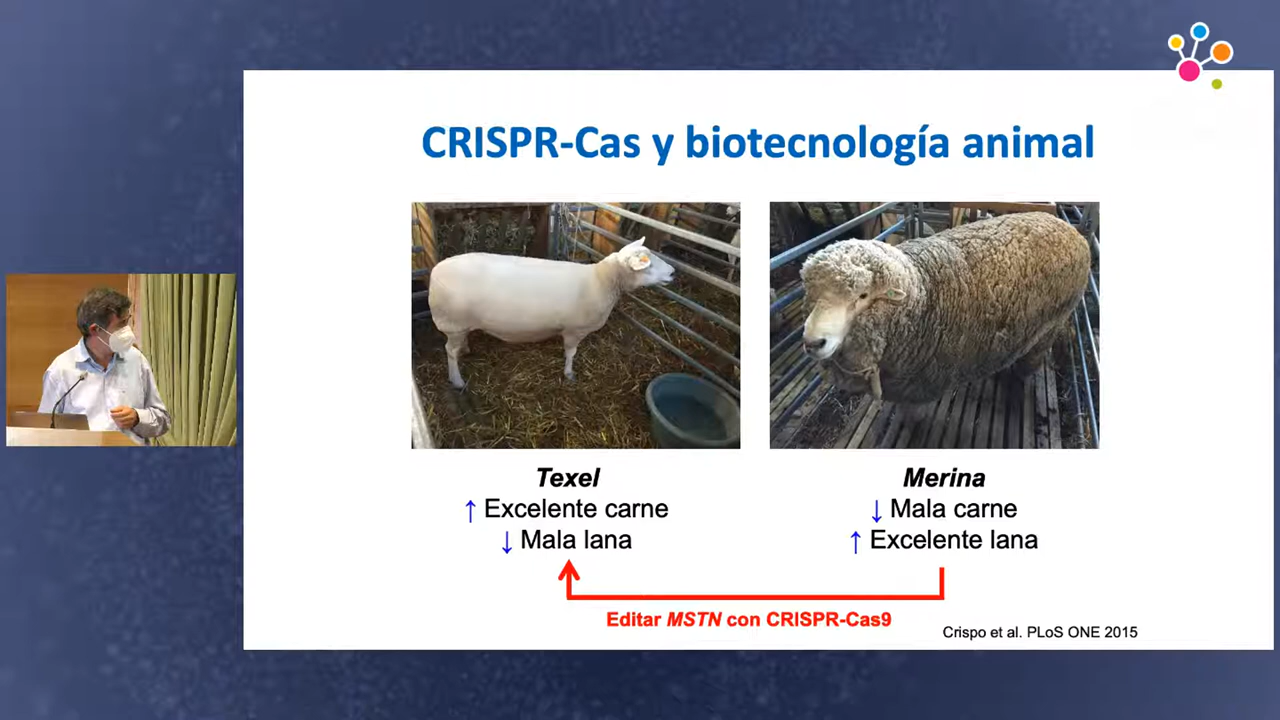 CRISPR-Cas y biotecnología animal
Texel
↑ Excelente carne
↓ Mala lana
Merina
↓ Mala carne
↑ Excelente lana
Editar MSTN con CRISPR-Cas9
Crispo et al. PLoS ONE 2015